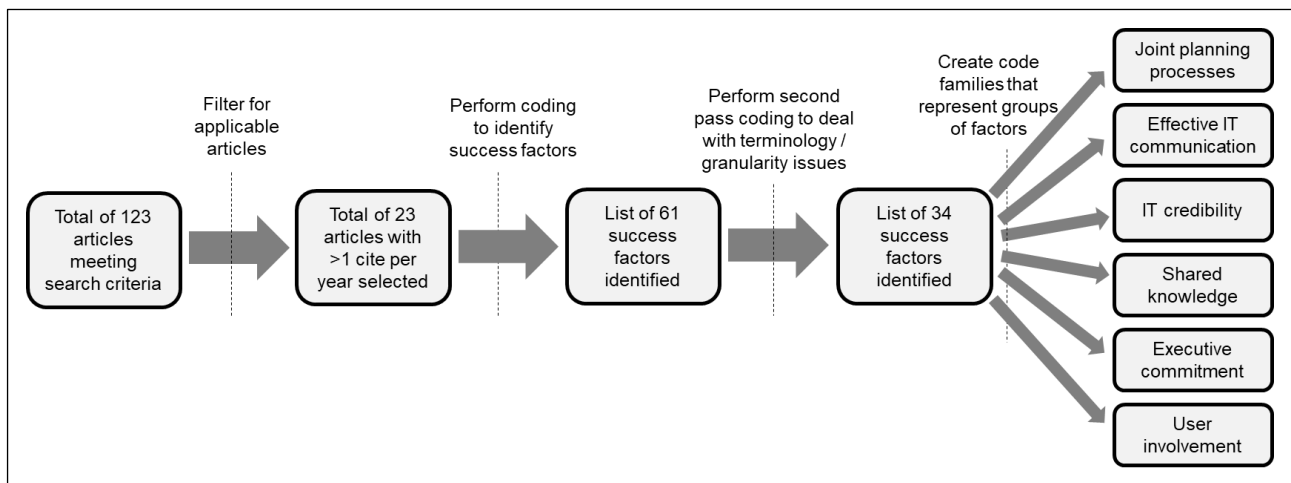 Filter for
applicable
articles
Perform coding
to identify
success factors
Perform second
pass coding to deal
with terminology /
granularity issues
Create code
families that
represent groups
of factors
Total of 123
articles
meeting
search criteria
Total of 23
articles with
>1 cite per
year selected
List of 61
success
factors
identified
List of 34
success
factors
identified
Joint planning
processes
Effective IT
communication
IT credibility
Shared
knowledge
Executive
commitment
User
involvement